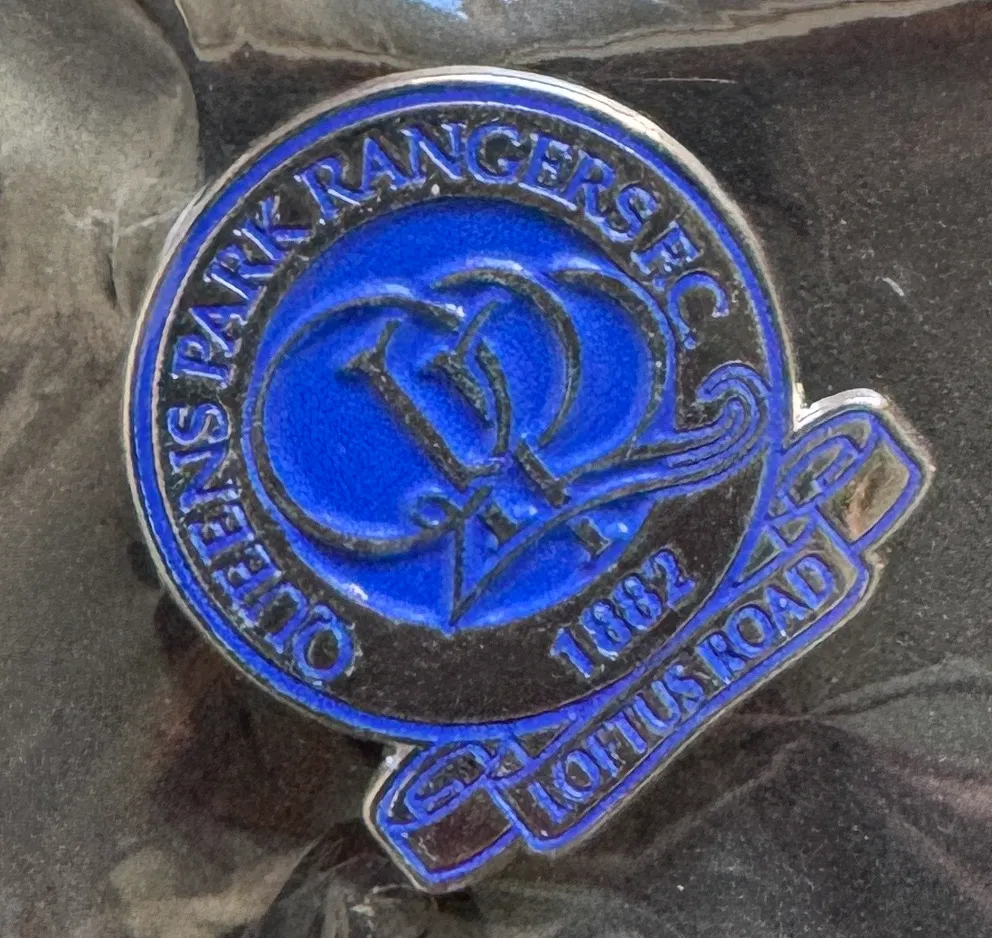 QUEENS PARK RANGERS F.C.
QPR
1882
LOFTUS ROAD